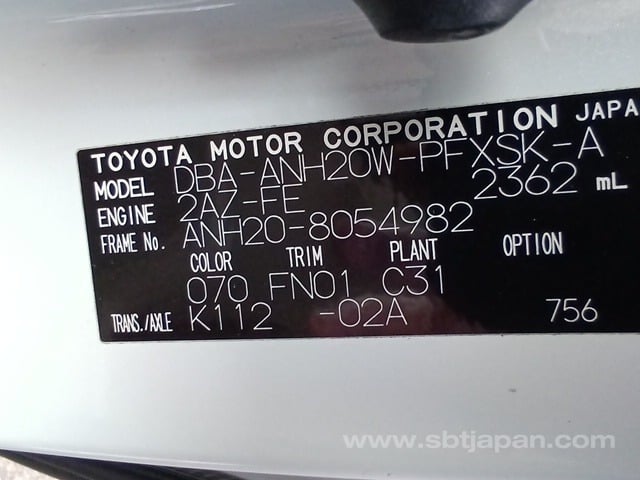 TOYOTA MOTOR CORPORATION JAPA
MODEL DBA-ANH20W-PFXSK-A
ENGINE 2AZ-FE 2362 mL
FRAME No. ANH20-8054982
COLOR TRIM PLANT OPTION
070 FN01 C31
TRANS./AXLE K112 -02A 756
www.sbtjapan.com